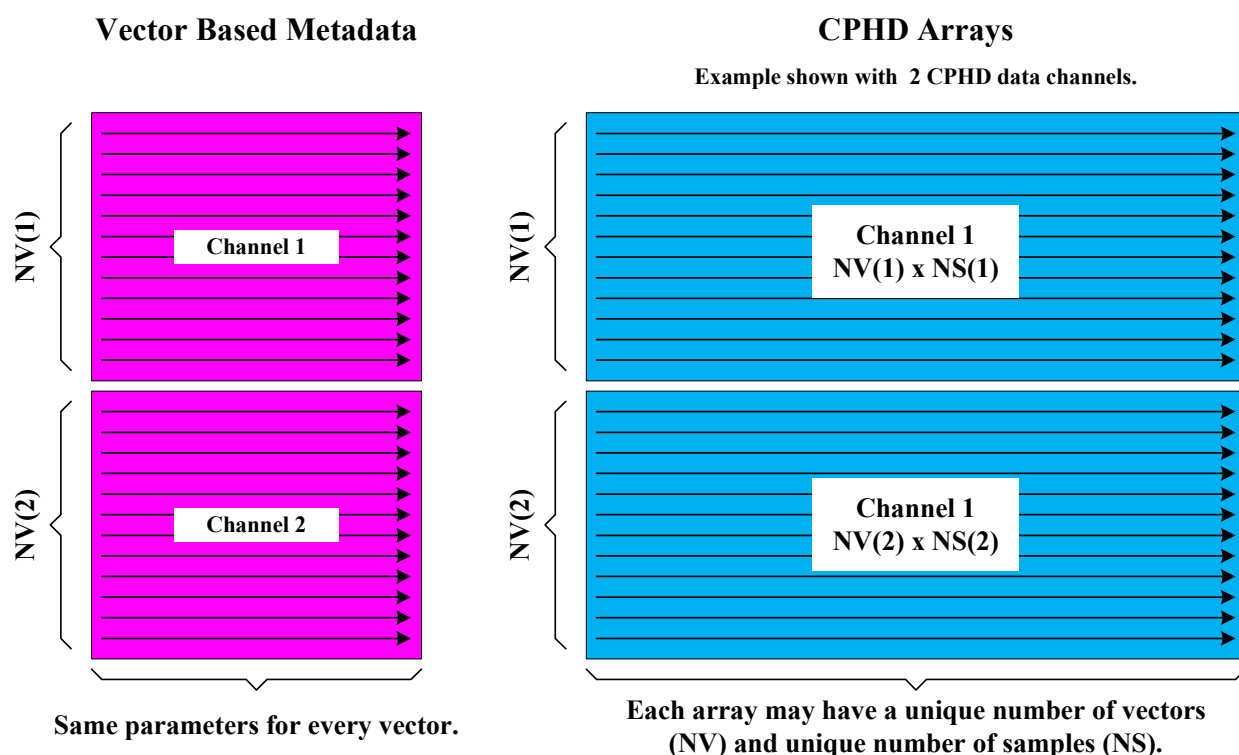 Vector Based Metadata
CPHD Arrays
Example shown with 2 CPHD data channels.
NV(1)
Channel 1
NV(1)
Channel 1
NV(1) x NS(1)
NV(2)
Channel 2
NV(2)
Channel 1
NV(2) x NS(2)
Same parameters for every vector.
Each array may have a unique number of vectors
(NV) and unique number of samples (NS).